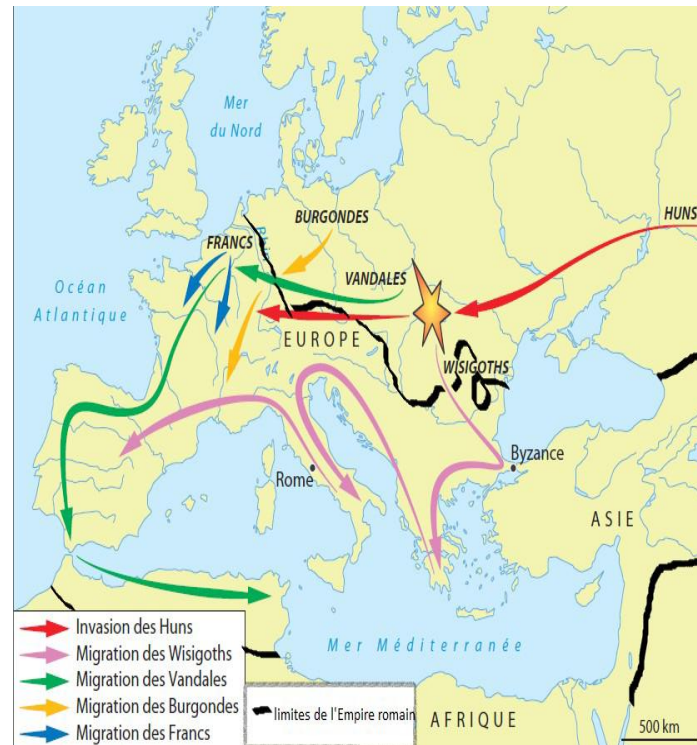 Mer
du Nord
HUNS
BURGONDES
FRANCS
Rhin
VANDALES
Océan
Atlantique
EUROPE
WISIGOTHS
Byzance
Rome
ASIE
Mer Méditerranée
AFRIQUE
500 km
Invasion des Huns
Migration des Wisigoths
Migration des Vandales
Migration des Burgondes
Migration des Francs
limites de l'Empire romain